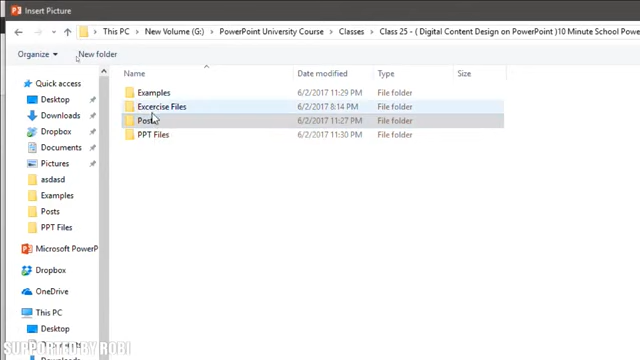 Insert Picture
This PC > New Volume (G:) > PowerPoint University Course > Classes > Class 25 - ( Digital Content Design on PowerPoint )10 Minute School Powe
Organize New folder
Name Date modified Type Size
Examples 6/2/2017 11:29 PM File folder
Excercise Files 6/2/2017 8:14 PM File folder
Posts 6/2/2017 11:27 PM File folder
PPT Files 6/2/2017 11:30 PM File folder
Quick access
Desktop
Downloads
Dropbox
Documents
Pictures
asdasd
Examples
Posts
PPT Files
Microsoft PowerP
Dropbox
OneDrive
This PC
Desktop
SUPPORTED BY ROBI
Downloads